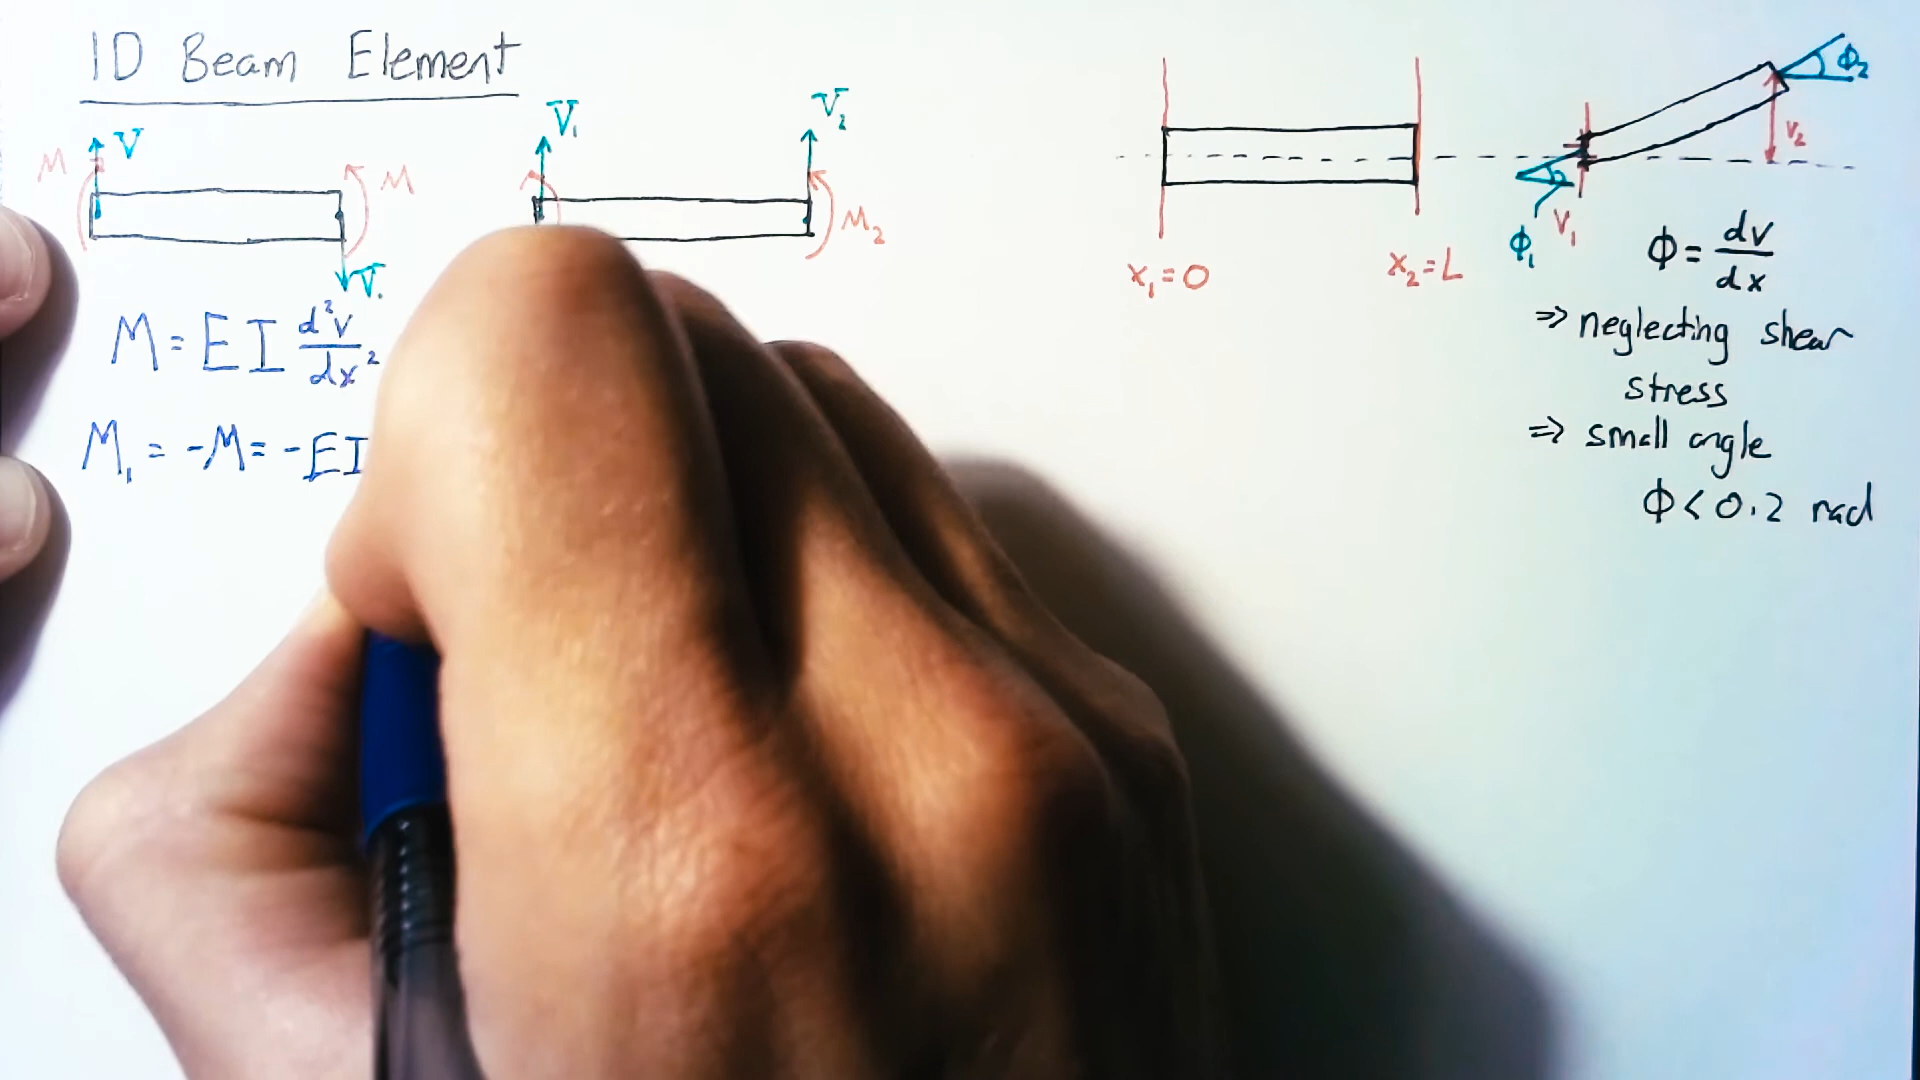 1D Beam Element
M V M V.
V₁ V₂ M₂
x₁=0 x₂=L
ϕ₁ V₁ V₂ ϕ₂
M = EI d²v/dx²
M₁ = -M = -EI
ϕ = dv/dx
⇒ neglecting shear
stress
⇒ small angle
ϕ < 0.2 rad